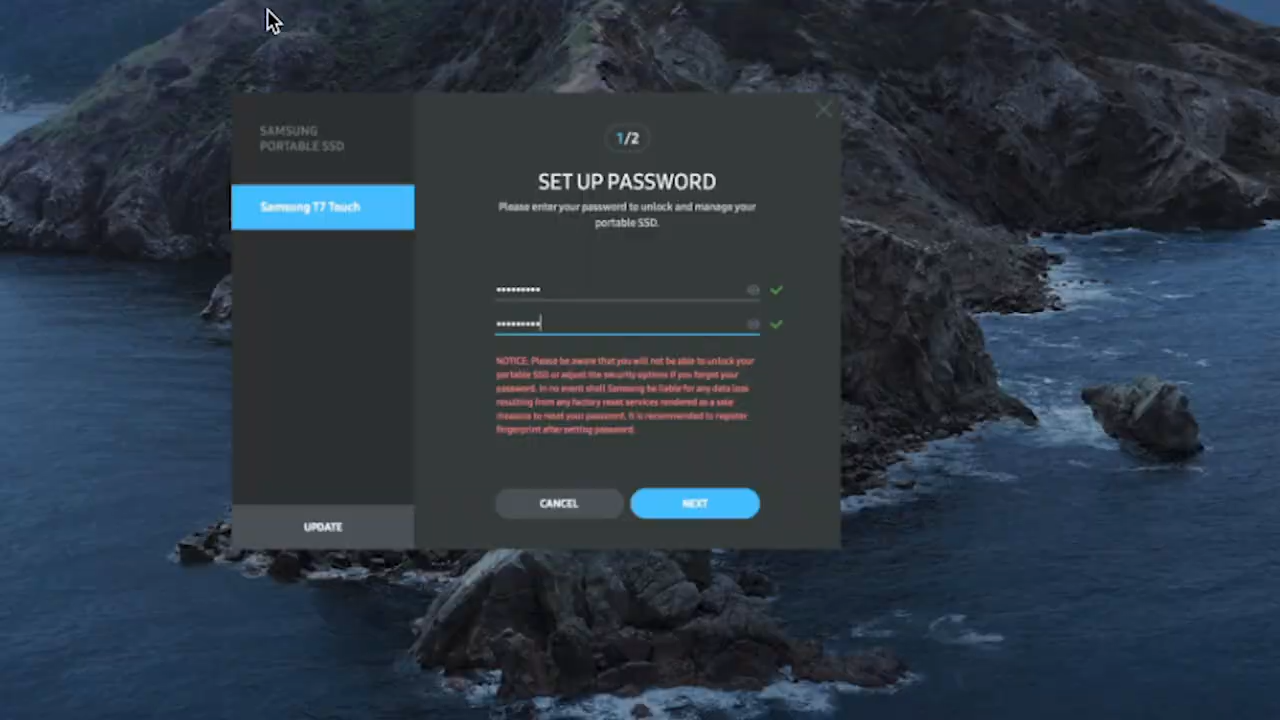 SAMSUNG
PORTABLE SSD
Samsung T7 Touch
UPDATE
1/2
SET UP PASSWORD
Please enter your password to unlock and manage your
portable SSD.
•••••••••
•••••••••
NOTICE: Please be aware that you will not be able to unlock your
portable SSD or adjust the security options if you forget your
password. In no event shall Samsung be liable for any data loss
resulting from any factory reset services rendered as a sole
measure to reset your password. It is recommended to register
fingerprint after setting password.
CANCEL
NEXT